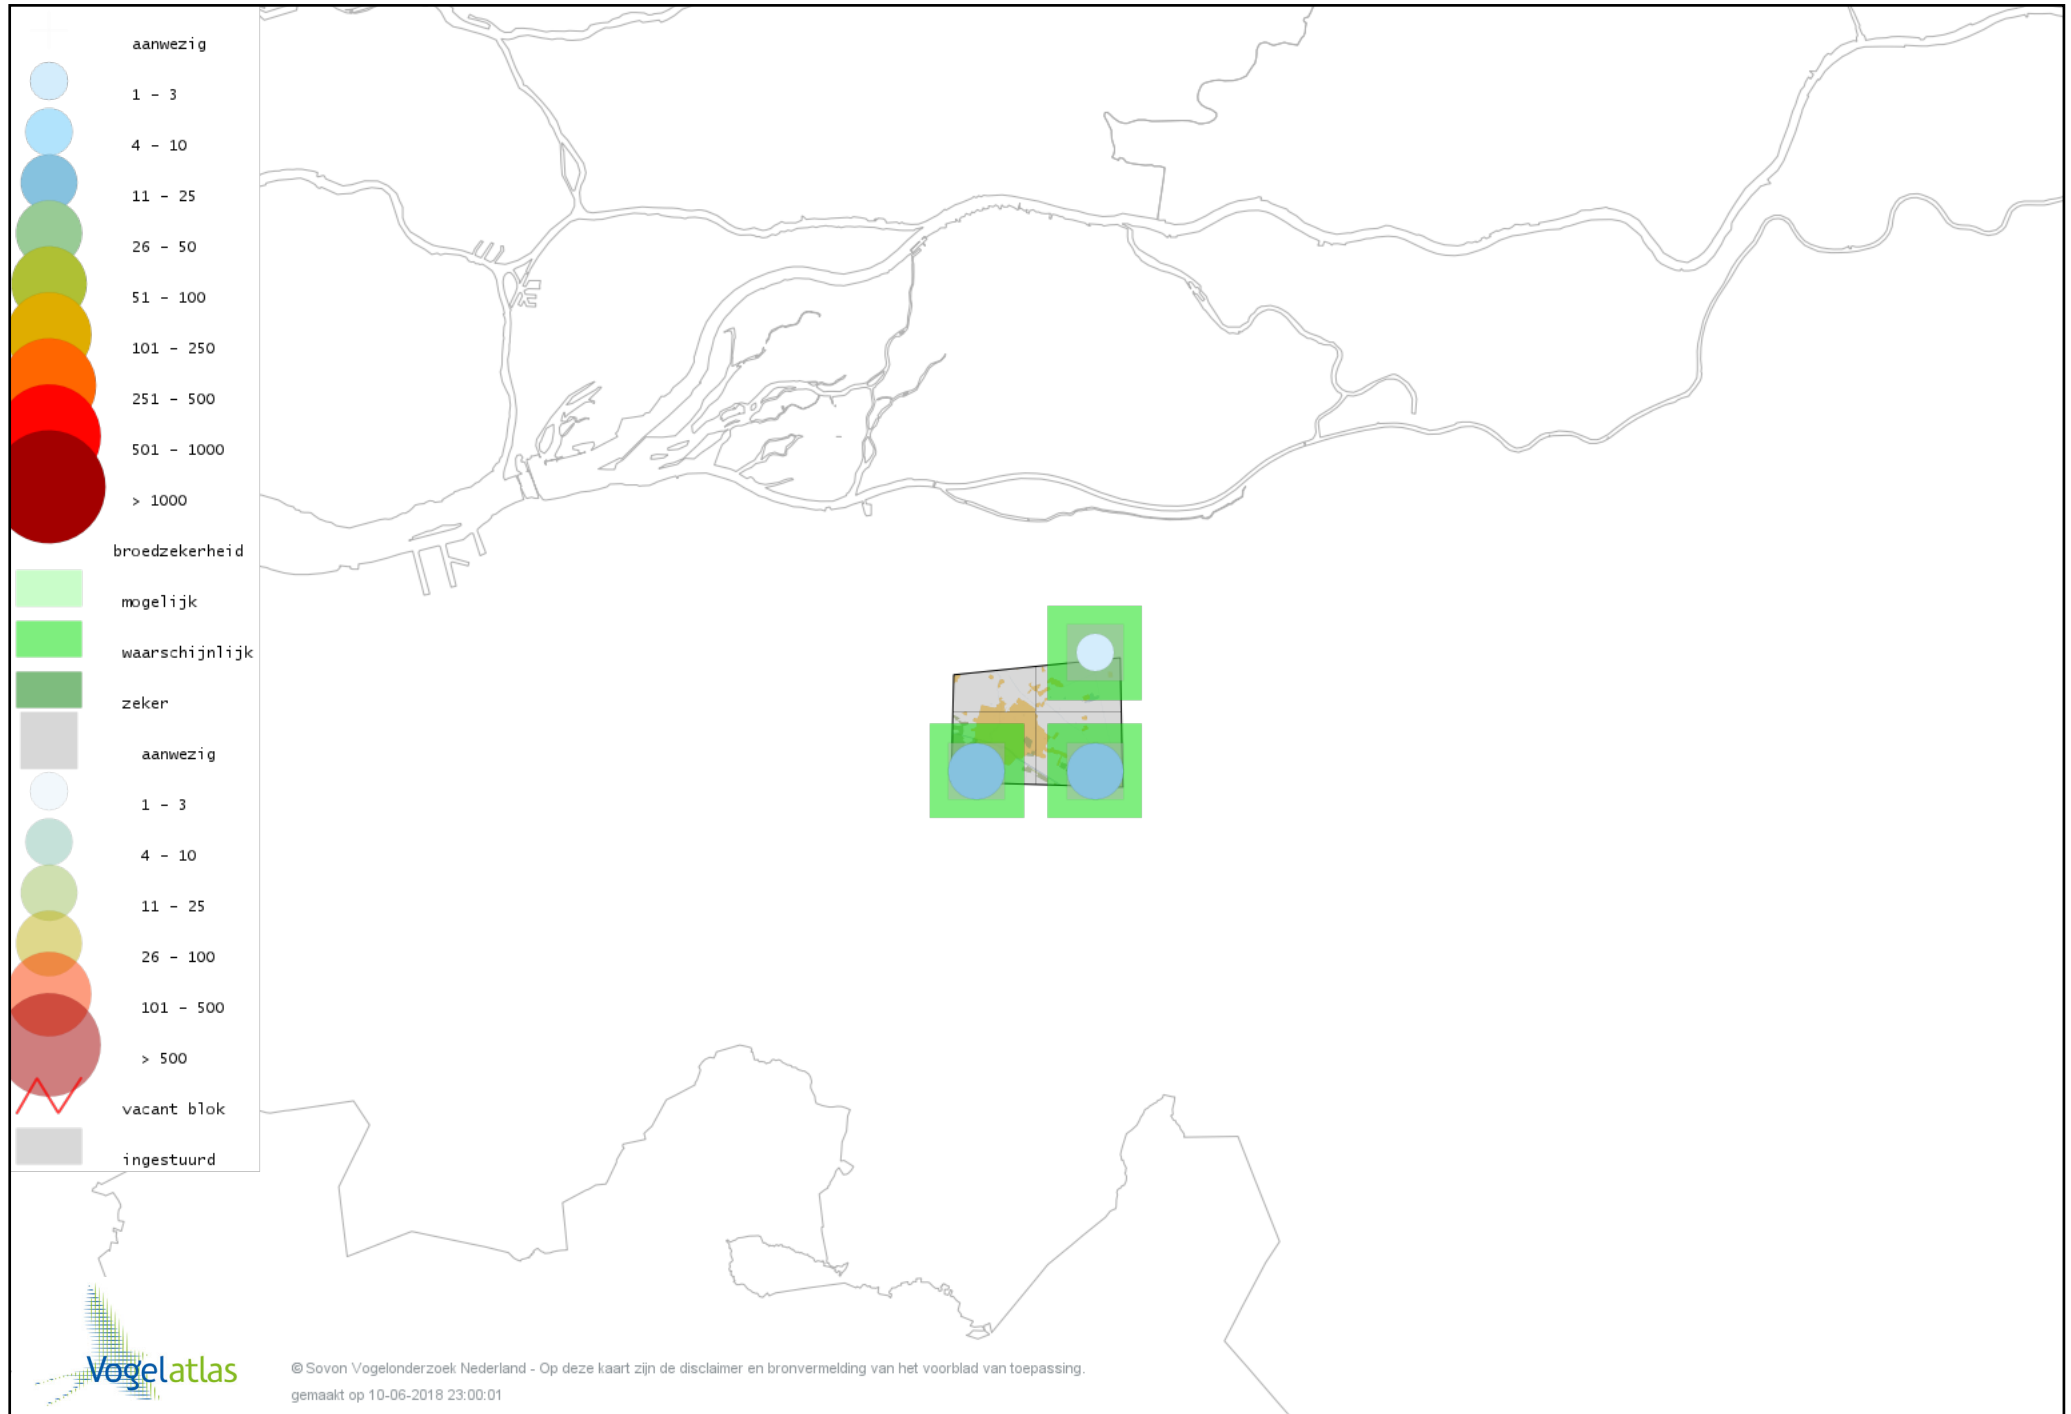 aanwezig
1 - 3
4 - 10
11 - 25
26 - 50
51 - 100
101 - 250
251 - 500
501 - 1000
> 1000
broedzekerheid
mogelijk
waarschijnlijk
zeker
aanwezig
1 - 3
4 - 10
11 - 25
26 - 100
101 - 500
> 500
vacant blok
ingestuurd
Vogelatlas
© Sovon Vogelonderzoek Nederland - Op deze kaart zijn de disclaimer en bronvermelding van het voorblad van toepassing.
gemaakt op 10-06-2018 23:00:01